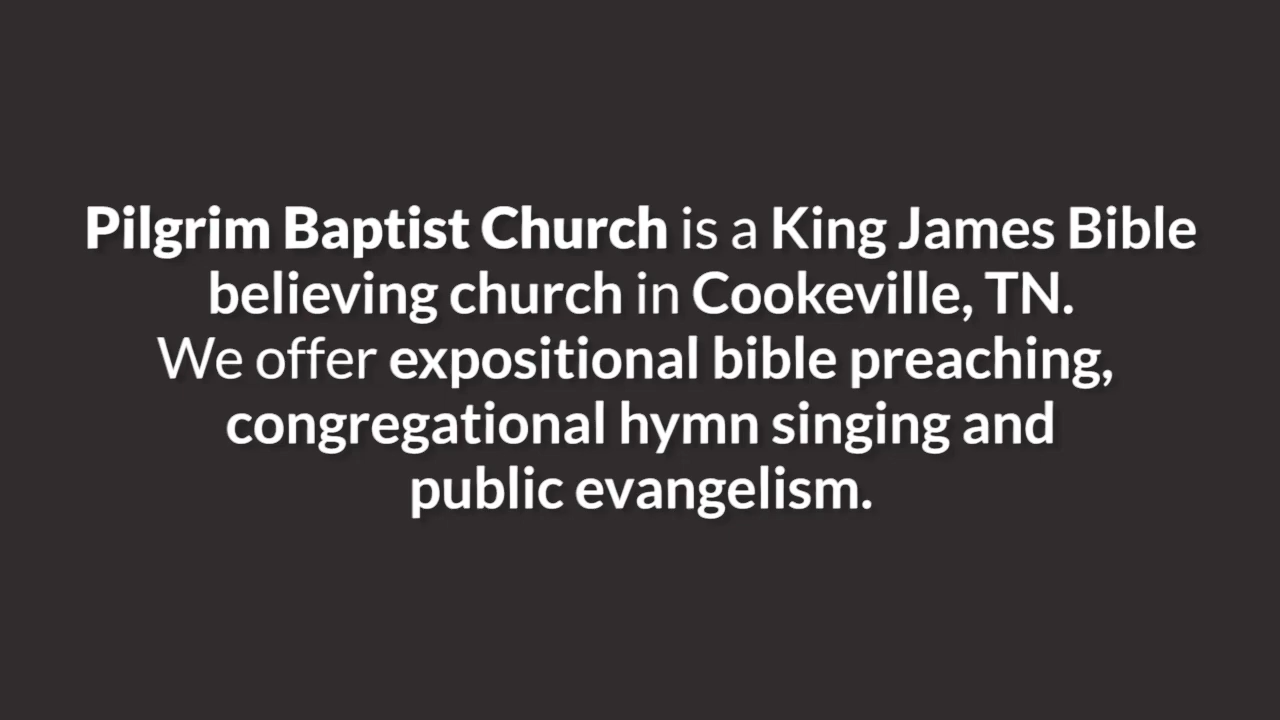 Pilgrim Baptist Church is a King James Bible
believing church in Cookeville, TN.
We offer expositional bible preaching,
congregational hymn singing and
public evangelism.